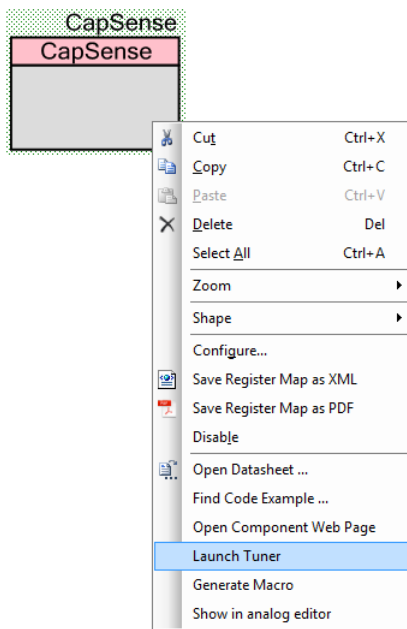 CapSense
CapSense
Cut Ctrl+X
Copy Ctrl+C
Paste Ctrl+V
Delete Del
Select All Ctrl+A
Zoom
Shape
Configure...
Save Register Map as XML
Save Register Map as PDF
Disable
Open Datasheet ...
Find Code Example ...
Open Component Web Page
Launch Tuner
Generate Macro
Show in analog editor